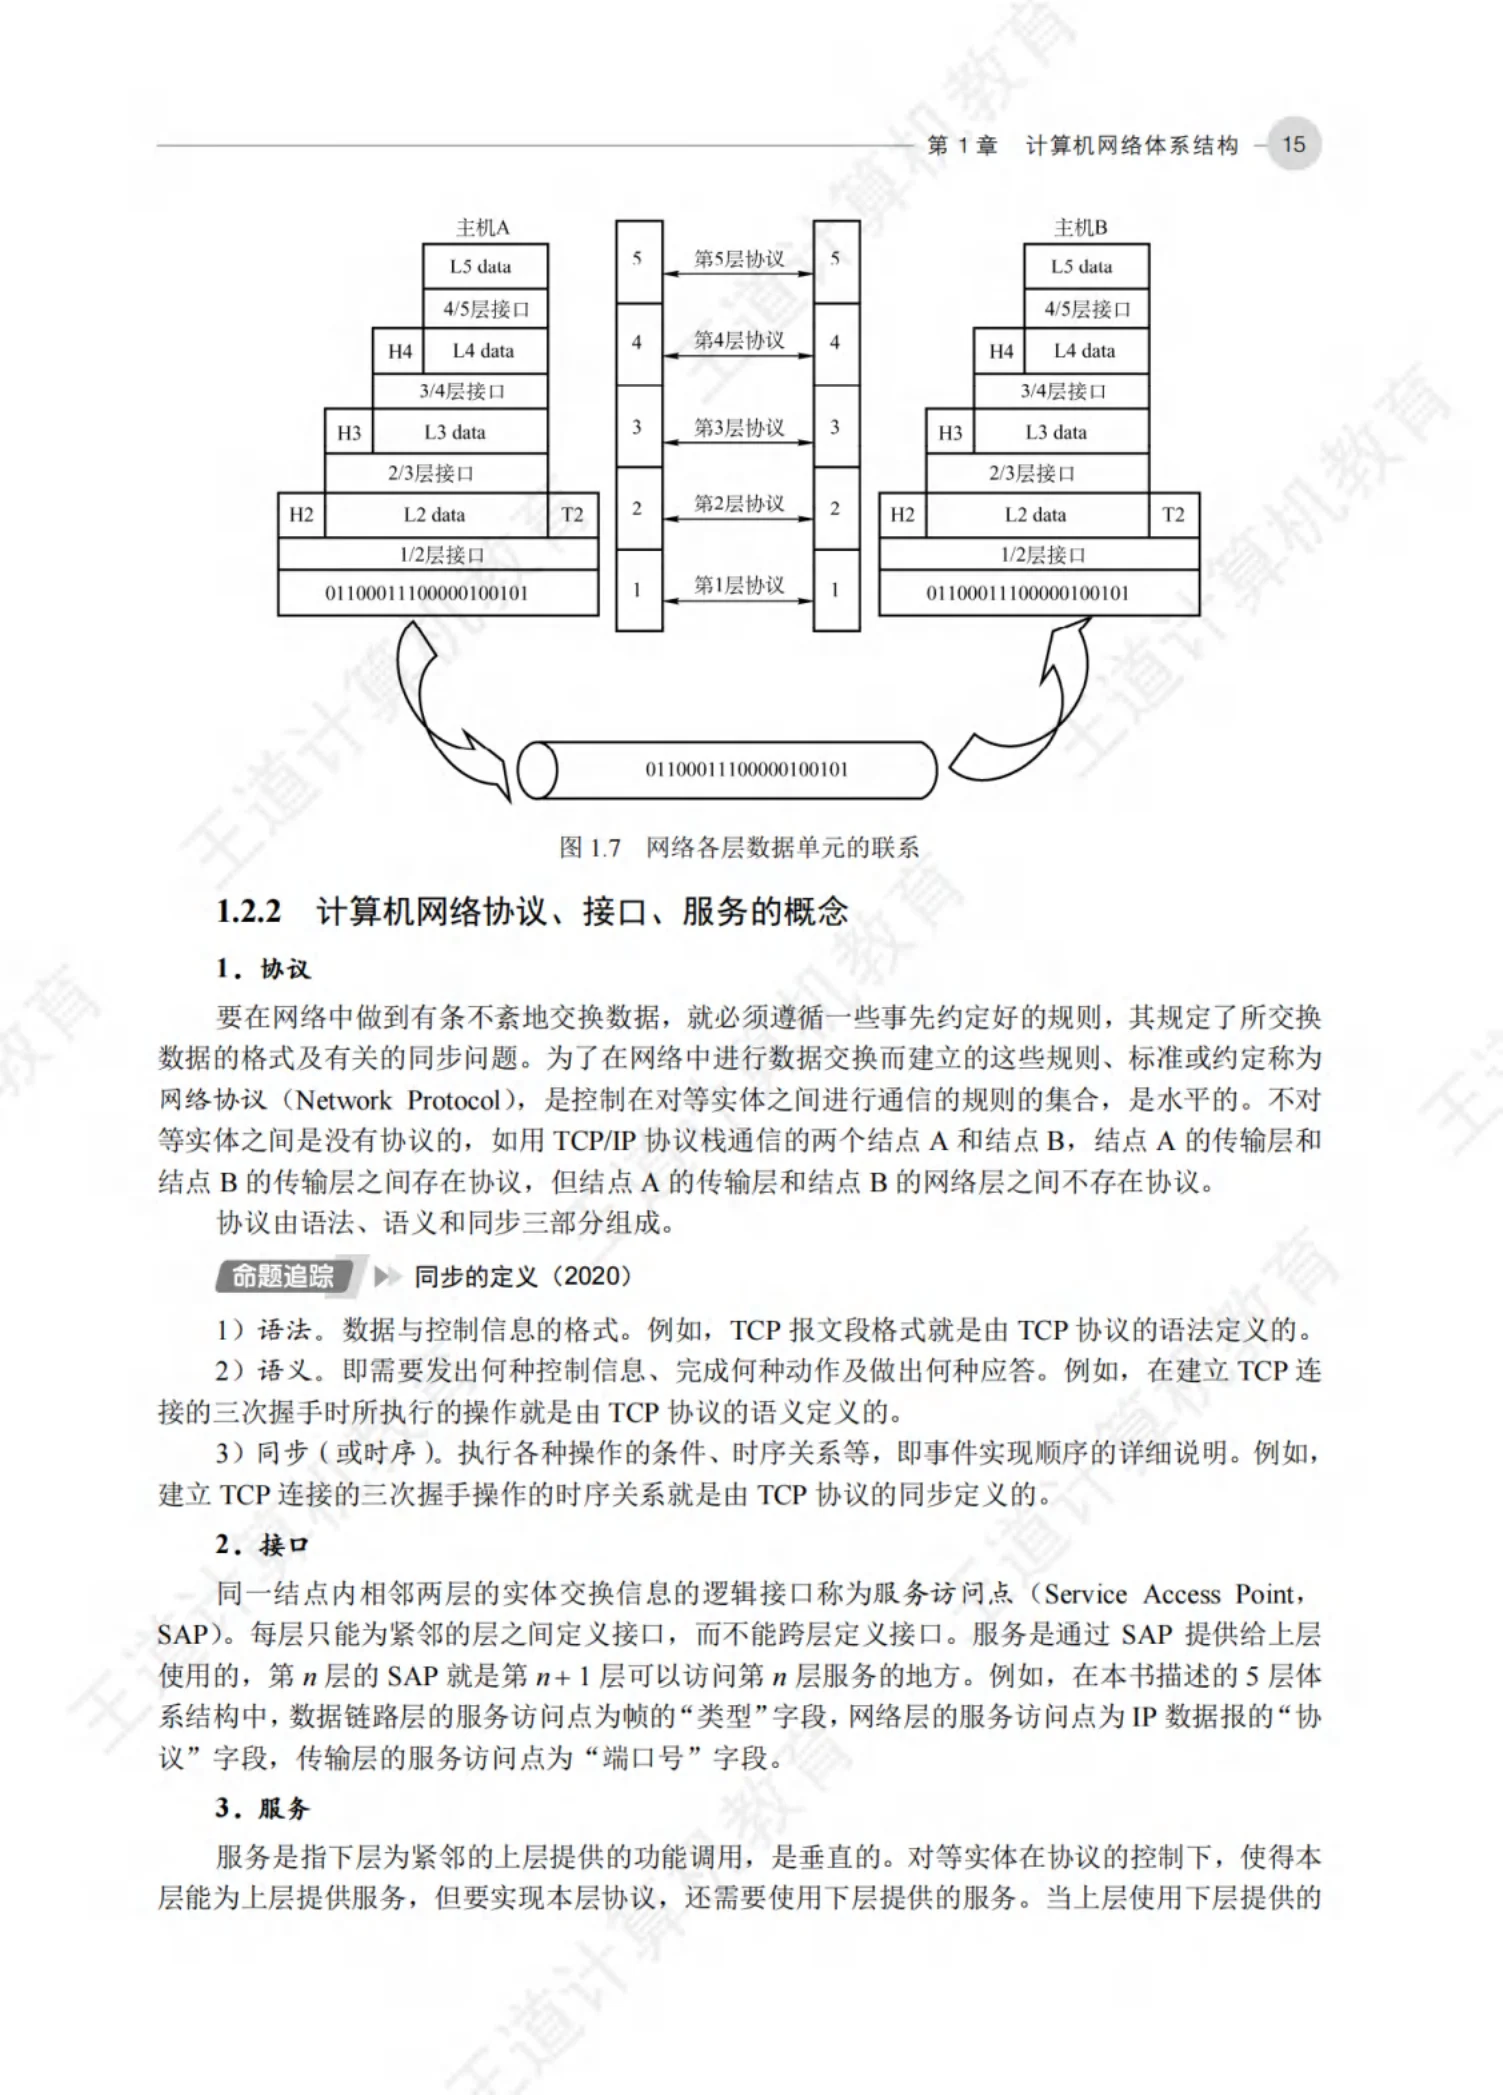 第 1 章 计算机网络体系结构 15
主机A 主机B
L5 data 5 第5层协议 5 L5 data
4/5层接口 4/5层接口
H4 L4 data 4 第4层协议 4 H4 L4 data
3/4层接口 3/4层接口
H3 L3 data 3 第3层协议 3 H3 L3 data
2/3层接口 2/3层接口
H2 L2 data T2 2 第2层协议 2 H2 L2 data T2
1/2层接口 1/2层接口
01100011100000100101 1 第1层协议 1 01100011100000100101
01100011100000100101
图 1.7 网络各层数据单元的联系
1.2.2 计算机网络协议、接口、服务的概念
1. 协议
要在网络中做到有条不紊地交换数据，就必须遵循一些事先约定好的规则，其规定了所交换
数据的格式及有关的同步问题。为了在网络中进行数据交换而建立的这些规则、标准或约定称为
网络协议（Network Protocol），是控制在对等实体之间进行通信的规则的集合，是水平的。不对
等实体之间是没有协议的，如用 TCP/IP 协议栈通信的两个结点 A 和结点 B，结点 A 的传输层和
结点 B 的传输层之间存在协议，但结点 A 的传输层和结点 B 的网络层之间不存在协议。
协议由语法、语义和同步三部分组成。
命题追踪 同步的定义（2020）
1）语法。数据与控制信息的格式。例如，TCP 报文段格式就是由 TCP 协议的语法定义的。
2）语义。即需要发出何种控制信息、完成何种动作及做出何种应答。例如，在建立 TCP 连
接的三次握手时所执行的操作就是由 TCP 协议的语义定义的。
3）同步（或时序）。执行各种操作的条件、时序关系等，即事件实现顺序的详细说明。例如，
建立 TCP 连接的三次握手操作的时序关系就是由 TCP 协议的同步定义的。
2. 接口
同一结点内相邻两层的实体交换信息的逻辑接口称为服务访问点（Service Access Point，
SAP）。每层只能为紧邻的层之间定义接口，而不能跨层定义接口。服务是通过 SAP 提供给上层
使用的，第 n 层的 SAP 就是第 n + 1 层可以访问第 n 层服务的地方。例如，在本书描述的 5 层体
系结构中，数据链路层的服务访问点为帧的“类型”字段，网络层的服务访问点为 IP 数据报的“协
议”字段，传输层的服务访问点为“端口号”字段。
3. 服务
服务是指下层为紧邻的上层提供的功能调用，是垂直的。对等实体在协议的控制下，使得本
层能为上层提供服务，但要实现本层协议，还需要使用下层提供的服务。当上层使用下层提供的
王道计算机教育